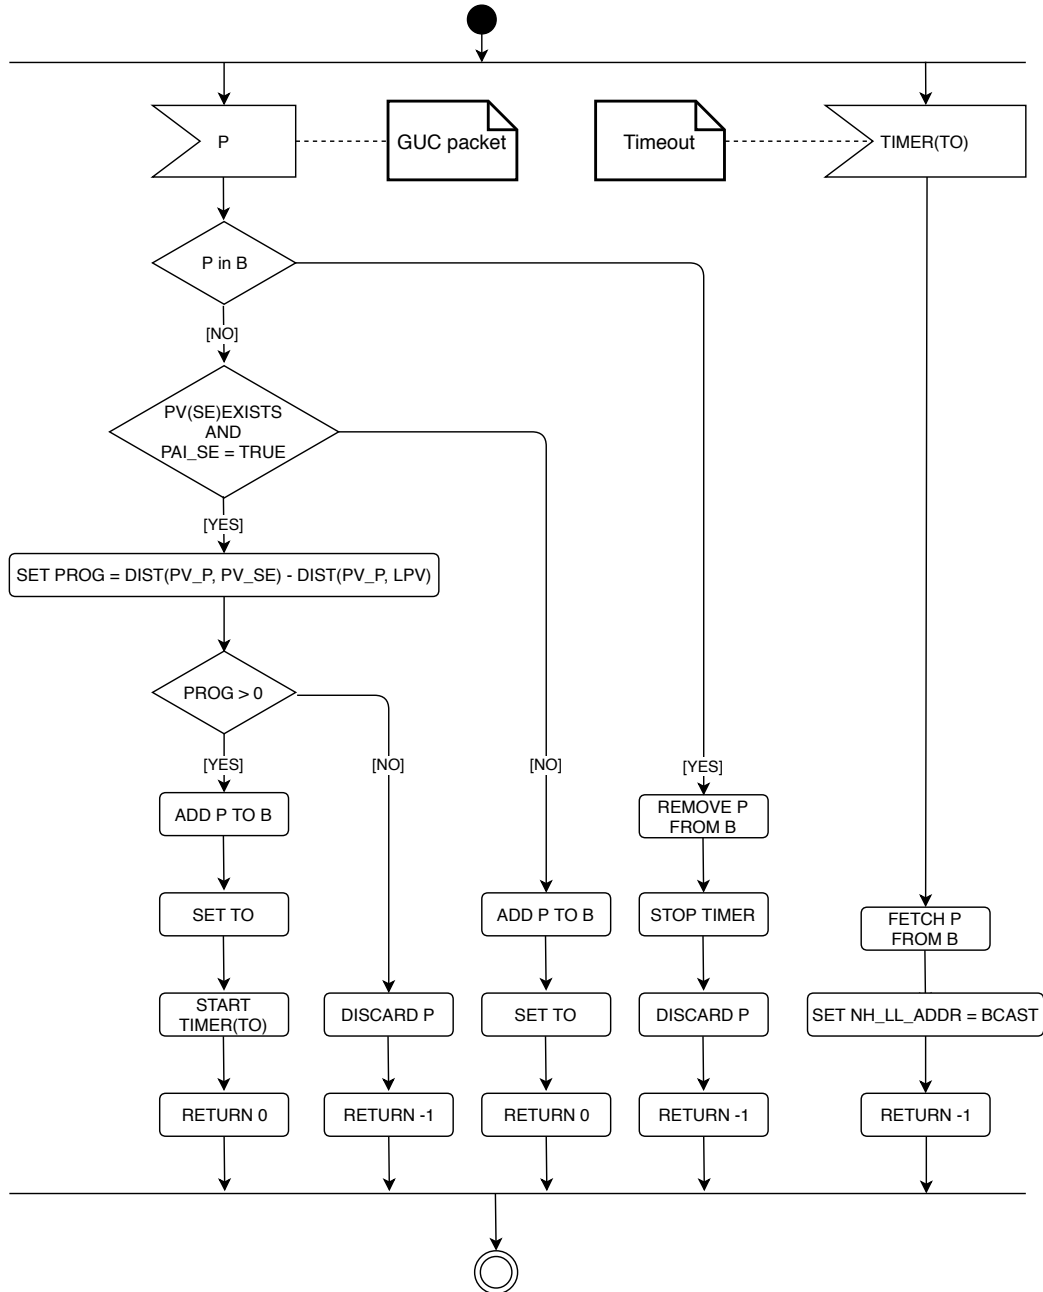 P
GUC packet
Timeout
TIMER(TO)
P in B
[NO]
PV(SE)EXISTS
AND
PAI_SE = TRUE
[YES]
SET PROG = DIST(PV_P, PV_SE) - DIST(PV_P, LPV)
PROG > 0
[YES]
[NO]
[NO]
[YES]
ADD P TO B
REMOVE P
FROM B
SET TO
ADD P TO B
STOP TIMER
FETCH P
FROM B
START
TIMER(TO)
DISCARD P
SET TO
DISCARD P
SET NH_LL_ADDR = BCAST
RETURN 0
RETURN -1
RETURN 0
RETURN -1
RETURN -1